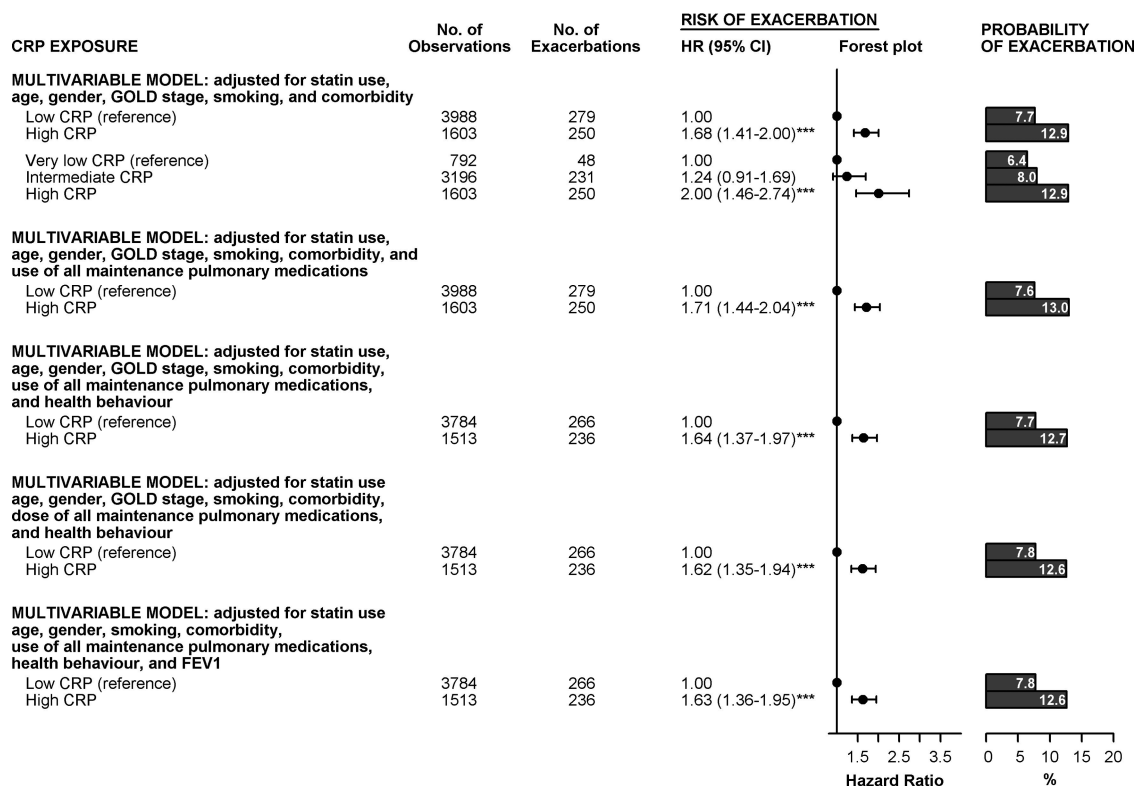 RISK OF EXACERBATION
No. of No. of PROBABILITY
CRP EXPOSURE Observations Exacerbations HR (95% CI) Forest plot OF EXACERBATION
MULTIVARIABLE MODEL: adjusted for statin use,
age, gender, GOLD stage, smoking, and comorbidity
Low CRP (reference) 3988 279 1.00 7.7
High CRP 1603 250 1.68 (1.41-2.00)*** 12.9
Very low CRP (reference) 792 48 1.00 6.4
Intermediate CRP 3196 231 1.24 (0.91-1.69) 8.0
High CRP 1603 250 2.00 (1.46-2.74)*** 12.9
MULTIVARIABLE MODEL: adjusted for statin use,
age, gender, GOLD stage, smoking, comorbidity, and
use of all maintenance pulmonary medications
Low CRP (reference) 3988 279 1.00 7.6
High CRP 1603 250 1.71 (1.44-2.04)*** 13.0
MULTIVARIABLE MODEL: adjusted for statin use,
age, gender, GOLD stage, smoking, comorbidity,
use of all maintenance pulmonary medications,
and health behaviour
Low CRP (reference) 3784 266 1.00 7.7
High CRP 1513 236 1.64 (1.37-1.97)*** 12.7
MULTIVARIABLE MODEL: adjusted for statin use
age, gender, GOLD stage, smoking, comorbidity,
dose of all maintenance pulmonary medications,
and health behaviour
Low CRP (reference) 3784 266 1.00 7.8
High CRP 1513 236 1.62 (1.35-1.94)*** 12.6
MULTIVARIABLE MODEL: adjusted for statin use
age, gender, smoking, comorbidity,
use of all maintenance pulmonary medications,
health behaviour, and FEV1
Low CRP (reference) 3784 266 1.00 7.8
High CRP 1513 236 1.63 (1.36-1.95)*** 12.6
1.5 2.5 3.5 0 5 10 15 20
Hazard Ratio %